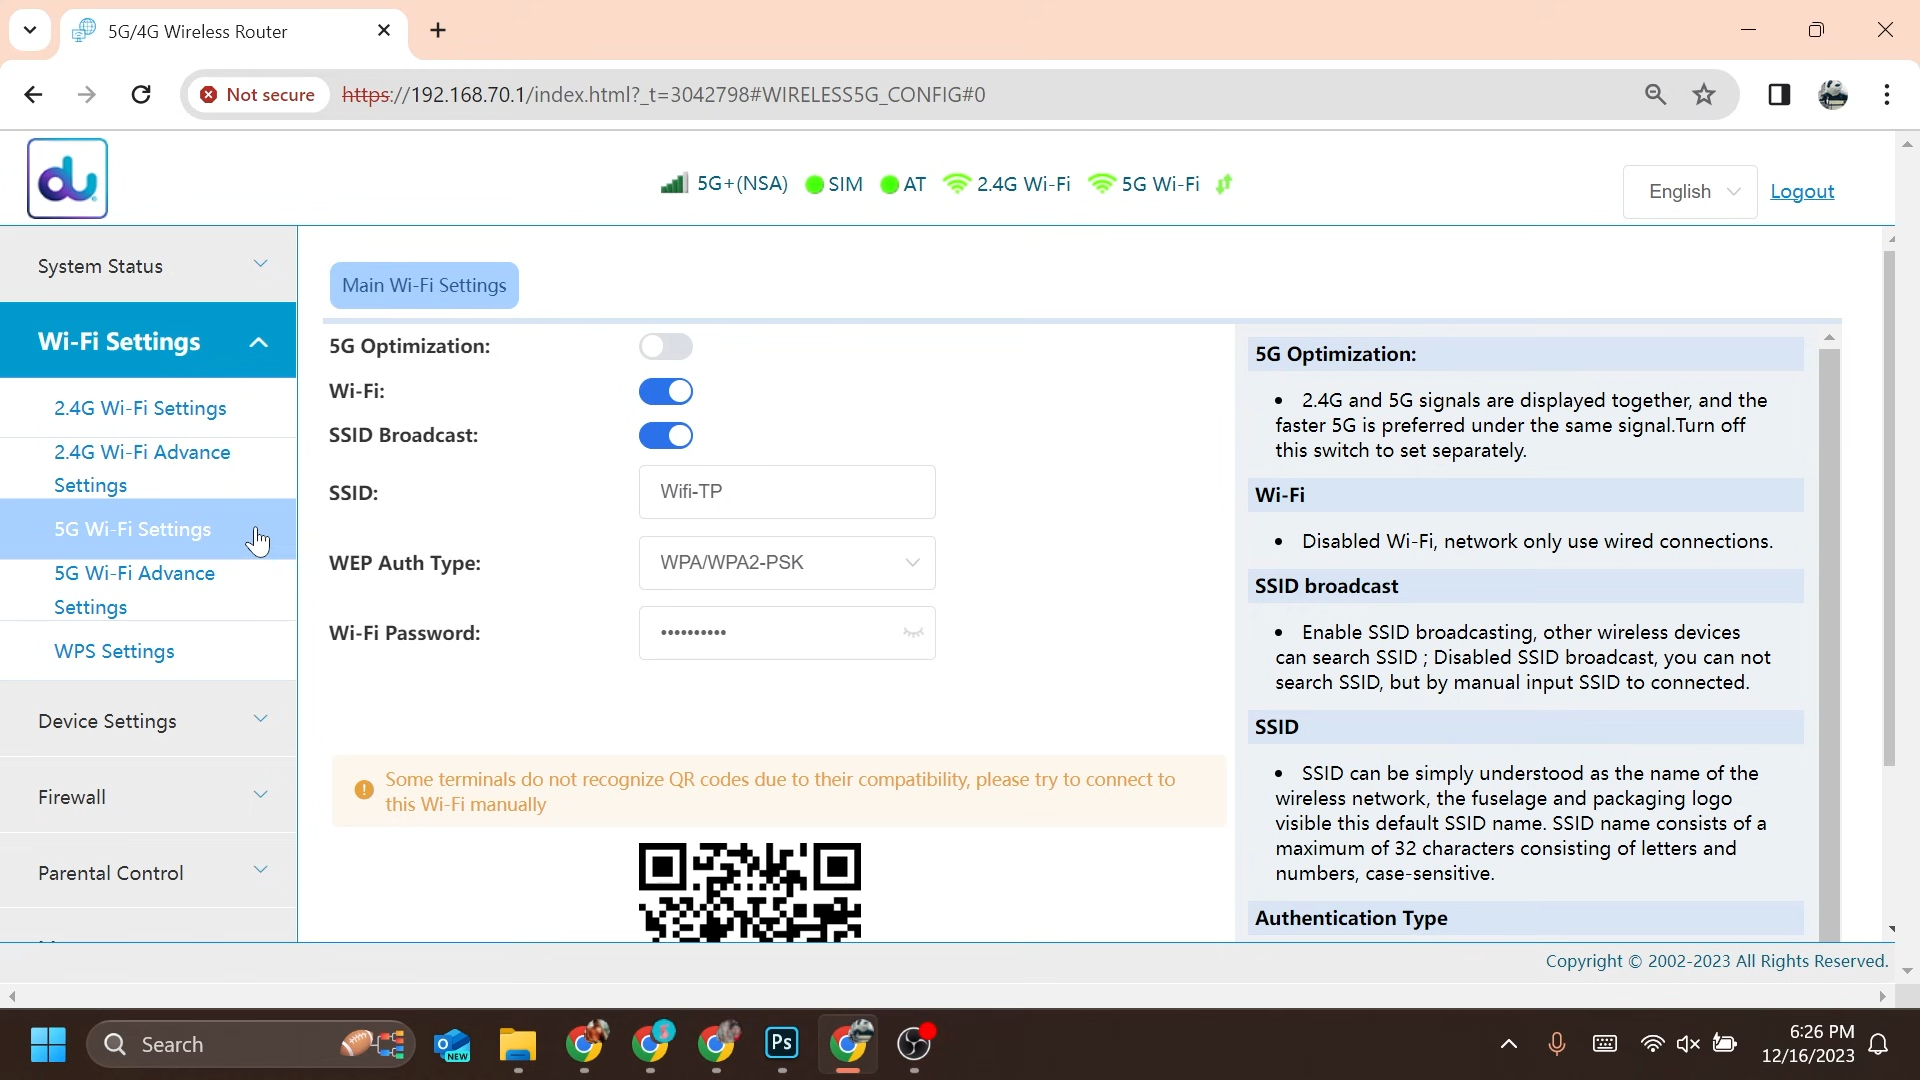 5G/4G Wireless Router
Not secure
https://192.168.70.1/index.html?_t=3042798#WIRELESS5G_CONFIG#0
du
5G+(NSA) SIM AT 2.4G Wi-Fi 5G Wi-Fi
English
Logout
System Status
Wi-Fi Settings
2.4G Wi-Fi Settings
2.4G Wi-Fi Advance
Settings
5G Wi-Fi Settings
5G Wi-Fi Advance
Settings
WPS Settings
Device Settings
Firewall
Parental Control
Main Wi-Fi Settings
5G Optimization:
Wi-Fi:
SSID Broadcast:
SSID:
Wifi-TP
WEP Auth Type:
WPA/WPA2-PSK
Wi-Fi Password:
••••••••••
Some terminals do not recognize QR codes due to their compatibility, please try to connect to
this Wi-Fi manually
5G Optimization:
• 2.4G and 5G signals are displayed together, and the
faster 5G is preferred under the same signal.Turn off
this switch to set separately.
Wi-Fi
• Disabled Wi-Fi, network only use wired connections.
SSID broadcast
• Enable SSID broadcasting, other wireless devices
can search SSID ; Disabled SSID broadcast, you can not
search SSID, but by manual input SSID to connected.
SSID
• SSID can be simply understood as the name of the
wireless network, the fuselage and packaging logo
visible this default SSID name. SSID name consists of a
maximum of 32 characters consisting of letters and
numbers, case-sensitive.
Authentication Type
Copyright © 2002-2023 All Rights Reserved.
Search
NEW
Ps
6:26 PM
12/16/2023